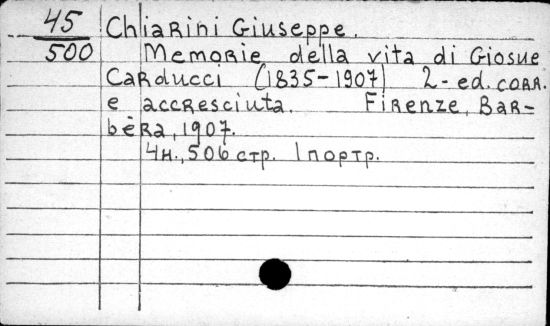 45 Chiarini Giuseppe.
500 Memorie della vita di Giosue
Carducci (1835-1907) 2-ed. corr.
e accresciuta. Firenze, Bar-
bèra, 1907.
4н., 506 стр. 1 портр.